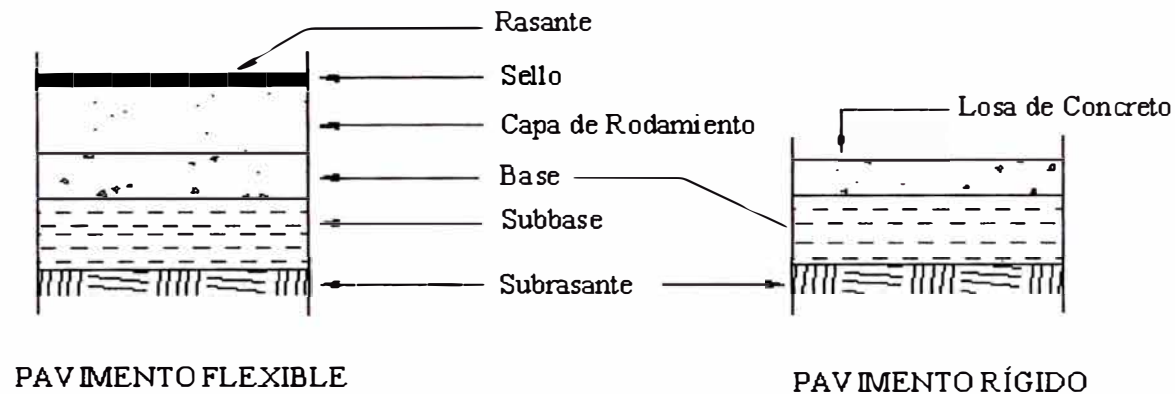 Rasante
Sello
Capa de Rodamiento
Base
Subbase
Subrasante
Losa de Concreto
PAVIMENTO FLEXIBLE
PAVIMENTO RÍGIDO